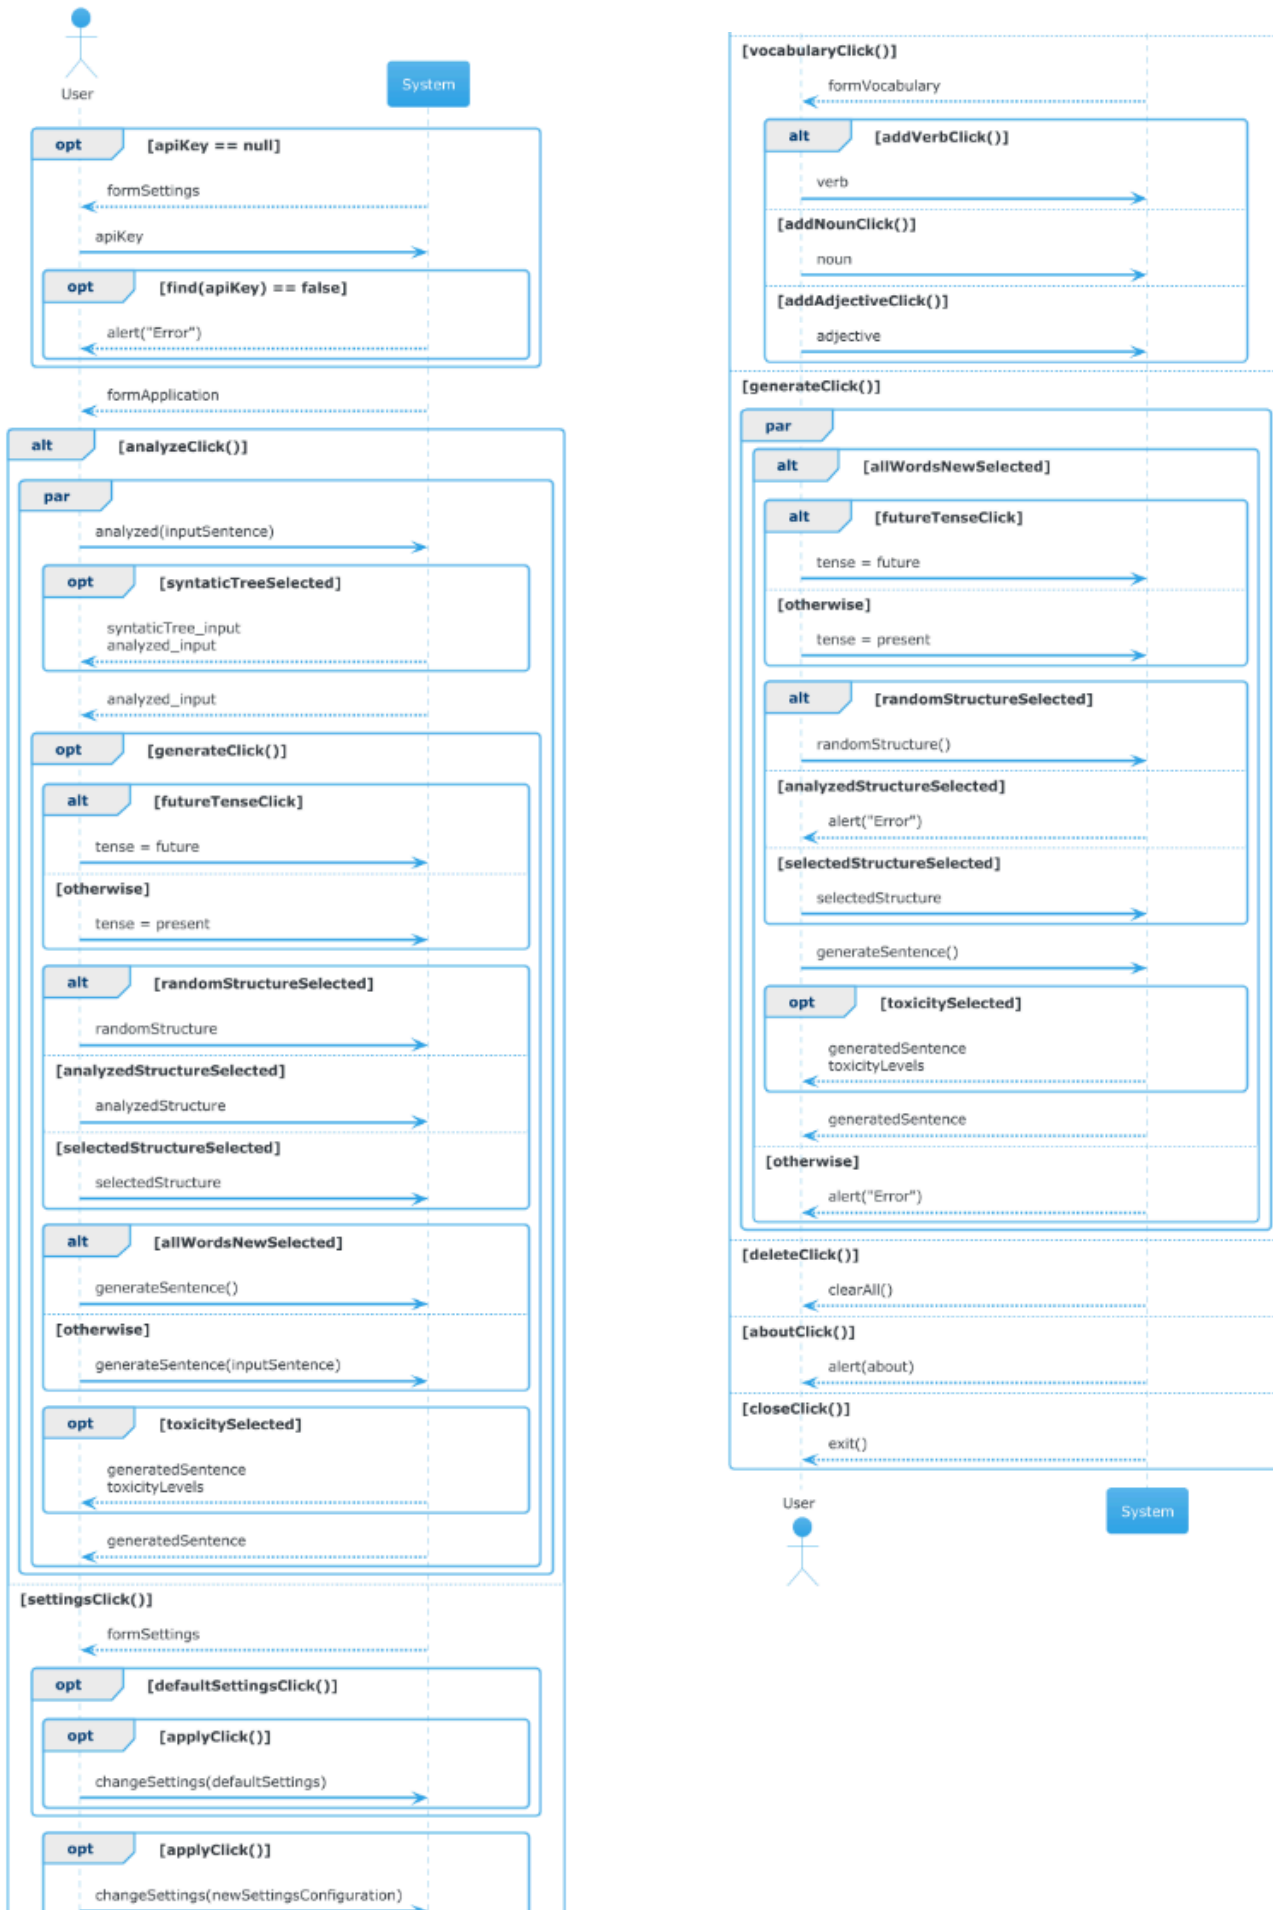 User
System
opt [apiKey == null]
formSettings
apiKey
opt [find(apiKey) == false]
alert("Error")
formApplication
alt [analyzeClick()]
par
analyzed(inputSentence)
opt [syntaticTreeSelected]
syntaticTree_input
analyzed_input
analyzed_input
opt [generateClick()]
alt [futureTenseClick]
tense = future
[otherwise]
tense = present
alt [randomStructureSelected]
randomStructure
[analyzedStructureSelected]
analyzedStructure
[selectedStructureSelected]
selectedStructure
alt [allWordsNewSelected]
generateSentence()
[otherwise]
generateSentence(inputSentence)
opt [toxicitySelected]
generatedSentence
toxicityLevels
generatedSentence
[settingsClick()]
formSettings
opt [defaultSettingsClick()]
opt [applyClick()]
changeSettings(defaultSettings)
opt [applyClick()]
changeSettings(newSettingsConfiguration)
[vocabularyClick()]
formVocabulary
alt [addVerbClick()]
verb
[addNounClick()]
noun
[addAdjectiveClick()]
adjective
[generateClick()]
par
alt [allWordsNewSelected]
alt [futureTenseClick]
tense = future
[otherwise]
tense = present
alt [randomStructureSelected]
randomStructure()
[analyzedStructureSelected]
alert("Error")
[selectedStructureSelected]
selectedStructure
generateSentence()
opt [toxicitySelected]
generatedSentence
toxicityLevels
generatedSentence
[otherwise]
alert("Error")
[deleteClick()]
clearAll()
[aboutClick()]
alert(about)
[closeClick()]
exit()
User
System